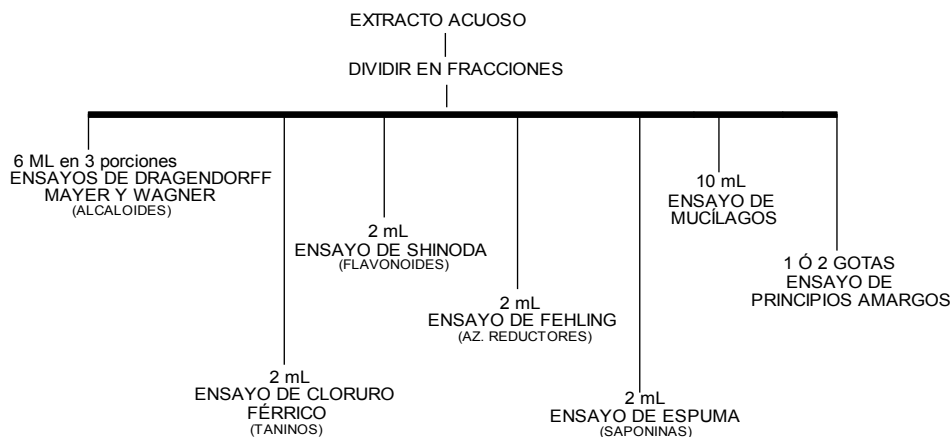 EXTRACTO ACUOSO
DIVIDIR EN FRACCIONES
6 ML en 3 porciones
ENSAYOS DE DRAGENDORFF
MAYER Y WAGNER
(ALCALOIDES)
2 mL
ENSAYO DE CLORURO
FÉRRICO
(TANINOS)
2 mL
ENSAYO DE SHINODA
(FLAVONOIDES)
2 mL
ENSAYO DE FEHLING
(AZ. REDUCTORES)
2 mL
ENSAYO DE ESPUMA
(SAPONINAS)
10 mL
ENSAYO DE
MUCÍLAGOS
1 Ó 2 GOTAS
ENSAYO DE
PRINCIPIOS AMARGOS